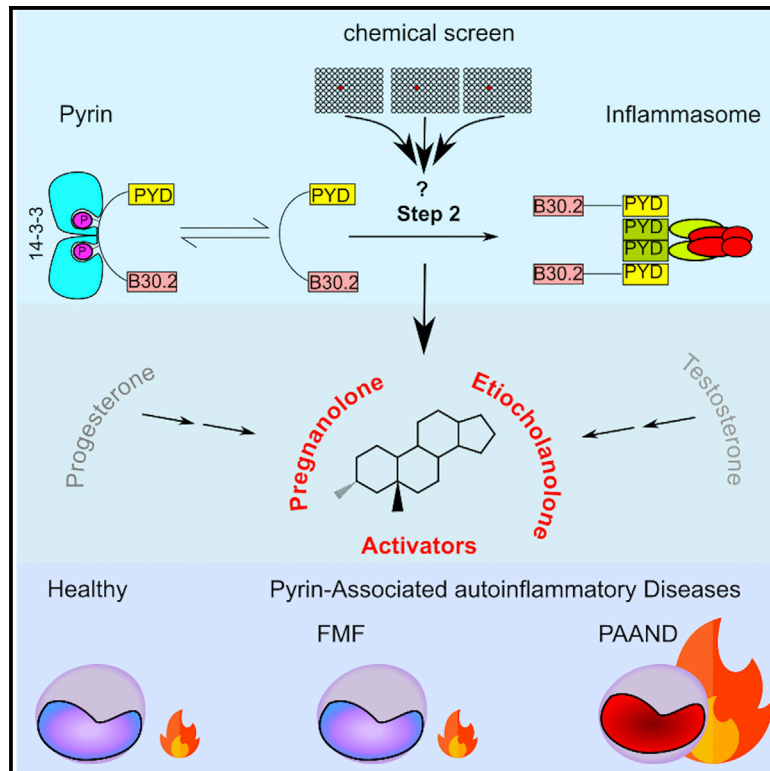 chemical screen
Pyrin
Inflammasome
?
Step 2
14-3-3
P
P
PYD
B30.2
PYD
B30.2
B30.2
PYD
PYD
PYD
B30.2
PYD
Progesterone
Pregnanolone
Etiocholanolone
Testosterone
Activators
Healthy
Pyrin-Associated autoinflammatory Diseases
FMF
PAAND